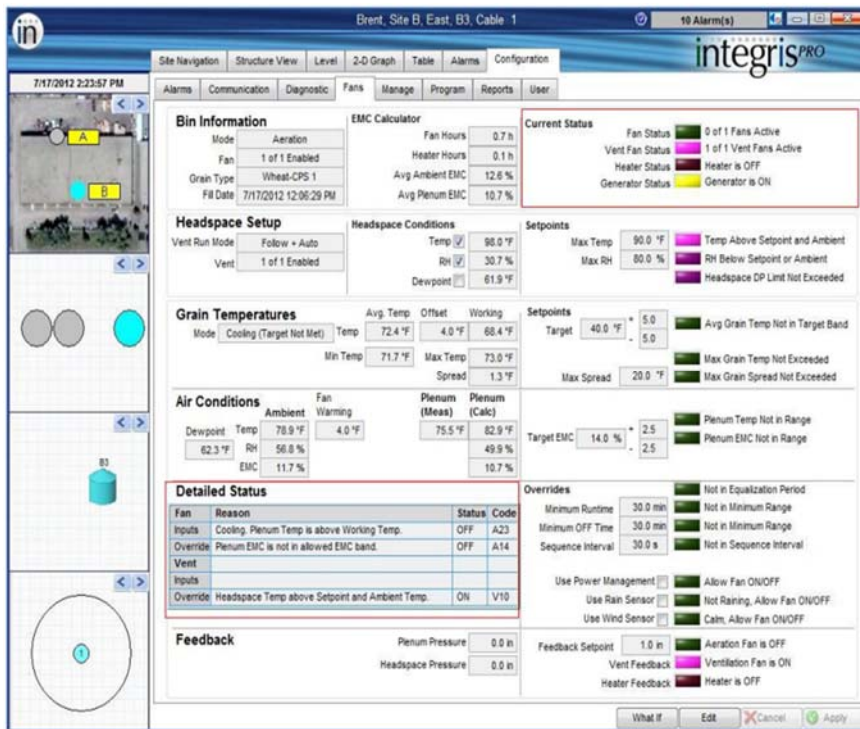 in
Brent, Site B, East, B3, Cable 1
10 Alarm(s)
integrisPRO
Site Navigation Structure View Level 2-D Graph Table Alarms Configuration
7/17/2012 2:23:57 PM
Alarms Communication Diagnostic Fans Manage Program Reports User
A
B
B3
1
Bin Information
Mode Aeration
Fan 1 of 1 Enabled
Grain Type Wheat-CPS 1
Fill Date 7/17/2012 12:06:29 PM
EMC Calculator
Fan Hours 0.7 h
Heater Hours 0.1 h
Avg Ambient EMC 12.6 %
Avg Plenum EMC 10.7 %
Current Status
Fan Status 0 of 1 Fans Active
Vent Fan Status 1 of 1 Vent Fans Active
Heater Status Heater is OFF
Generator Status Generator is ON
Headspace Setup
Vent Run Mode Follow + Auto
Vent 1 of 1 Enabled
Headspace Conditions
Temp 98.0 °F
RH 30.7 %
Dewpoint 61.9 °F
Setpoints
Max Temp 90.0 °F Temp Above Setpoint and Ambient
Max RH 80.0 % RH Below Setpoint or Ambient
Headspace DP Limit Not Exceeded
Grain Temperatures
Avg. Temp Offset Working
Mode Cooling (Target Not Met) Temp 72.4 °F 4.0 °F 68.4 °F
Min Temp 71.7 °F Max Temp 73.0 °F
Spread 1.3 °F
Setpoints
Target 40.0 °F + 5.0 - 5.0 Avg Grain Temp Not in Target Band
Max Grain Temp Not Exceeded
Max Spread 20.0 °F Max Grain Spread Not Exceeded
Air Conditions
Ambient Fan Warming Plenum (Meas) Plenum (Calc)
Dewpoint Temp 78.9 °F 4.0 °F 75.5 °F 82.9 °F
62.3 °F RH 56.8 % 49.9 %
EMC 11.7 % 10.7 %
Target EMC 14.0 % + 2.5 - 2.5
Plenum Temp Not in Range
Plenum EMC Not in Range
Detailed Status
Fan Reason Status Code
Inputs Cooling. Plenum Temp is above Working Temp. OFF A23
Override Plenum EMC is not in allowed EMC band. OFF A14
Vent
Inputs
Override Headspace Temp above Setpoint and Ambient Temp. ON V10
Overrides Not in Equalization Period
Minimum Runtime 30.0 min Not in Minimum Range
Minimum OFF Time 30.0 min Not in Minimum Range
Sequence Interval 30.0 s Not in Sequence Interval
Use Power Management Allow Fan ON/OFF
Use Rain Sensor Not Raining, Allow Fan ON/OFF
Use Wind Sensor Calm, Allow Fan ON/OFF
Feedback
Plenum Pressure 0.0 in
Headspace Pressure 0.0 in
Feedback Setpoint 1.0 in Aeration Fan is OFF
Vent Feedback Ventilation Fan is ON
Heater Feedback Heater is OFF
What If Edit Cancel Apply